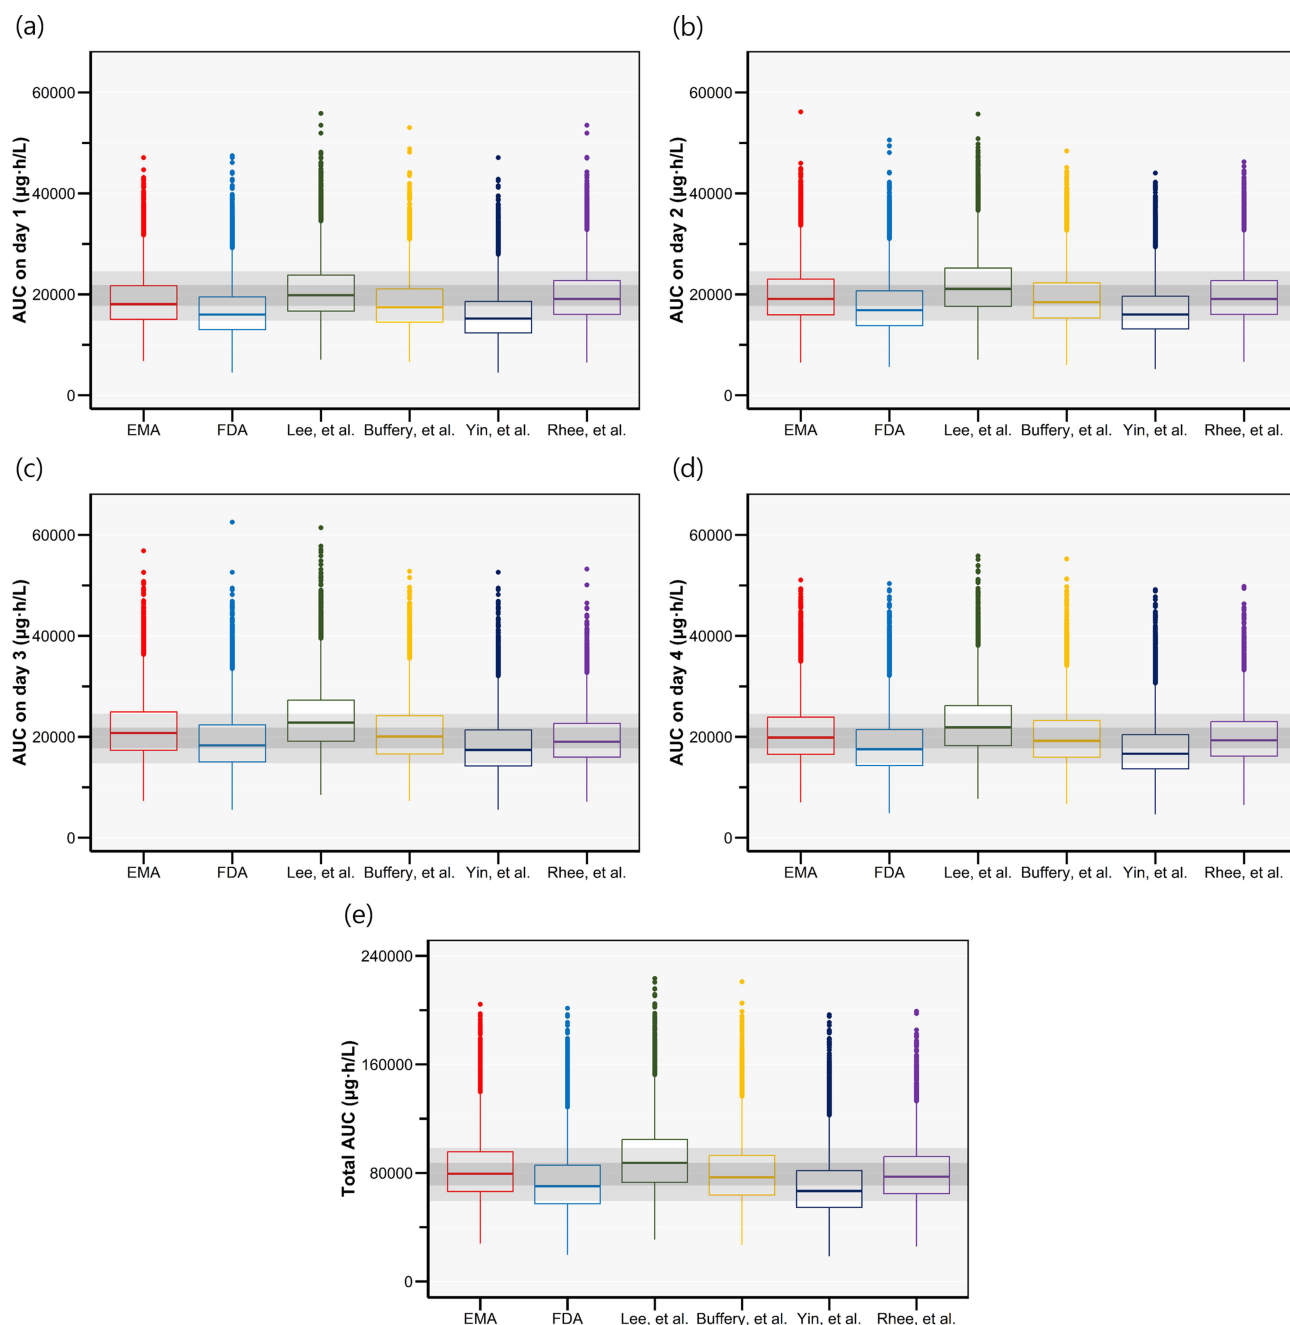 (a)
AUC on day 1 (µg·h/L)
60000
40000
20000
0
EMA FDA Lee, et al. Buffery, et al. Yin, et al. Rhee, et al.
(b)
AUC on day 2 (µg·h/L)
60000
40000
20000
0
EMA FDA Lee, et al. Buffery, et al. Yin, et al. Rhee, et al.
(c)
AUC on day 3 (µg·h/L)
60000
40000
20000
0
EMA FDA Lee, et al. Buffery, et al. Yin, et al. Rhee, et al.
(d)
AUC on day 4 (µg·h/L)
60000
40000
20000
0
EMA FDA Lee, et al. Buffery, et al. Yin, et al. Rhee, et al.
(e)
Total AUC (µg·h/L)
240000
160000
80000
0
EMA FDA Lee, et al. Buffery, et al. Yin, et al. Rhee, et al.